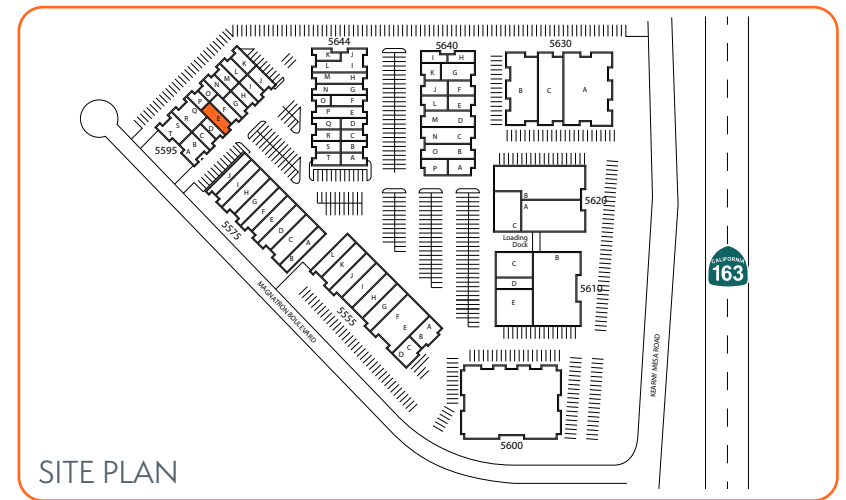 5644
K J
L I
M H
N G
O F
P E
Q D
R C
S B
T A
5640
I H
K G
J F
L E
M D
N C
O B
P A
5630
B C A
K
L J
M I
N H
O G
P F
Q E
R D
S C
T B
A
5595
J
I
H
G
F
E
D
C
A
B
5575
L
K
J
I
H
G
F
E
A
B
C
D
5555
MAGNATRON BOULEVARD
B
A
C
5620
Loading
Dock
C
B
D
E
5610
5600
KEARNY MESA ROAD
CALIFORNIA
163
SITE PLAN